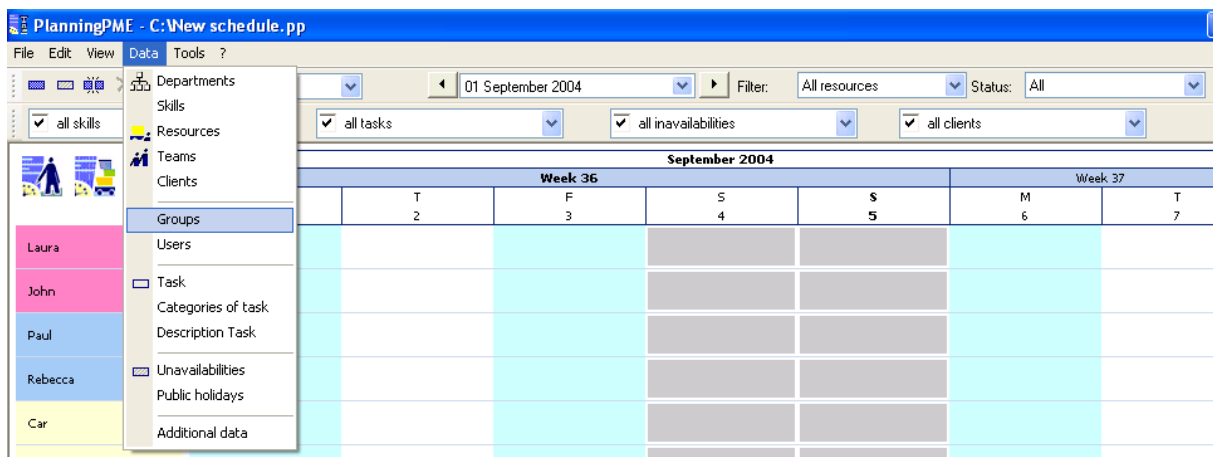 PlanningPME - C:\New schedule.pp
File Edit View Data Tools ?
Departments
01 September 2004 Filter: All resources Status: All
Skills
all skills all tasks all inavailabilities all clients
Resources
Teams
Clients
Groups
Users
Task
Categories of task
Description Task
Unavailabilities
Public holidays
Additional data
September 2004
Week 36 Week 37
T F S S M T
2 3 4 5 6 7
Laura
John
Paul
Rebecca
Car